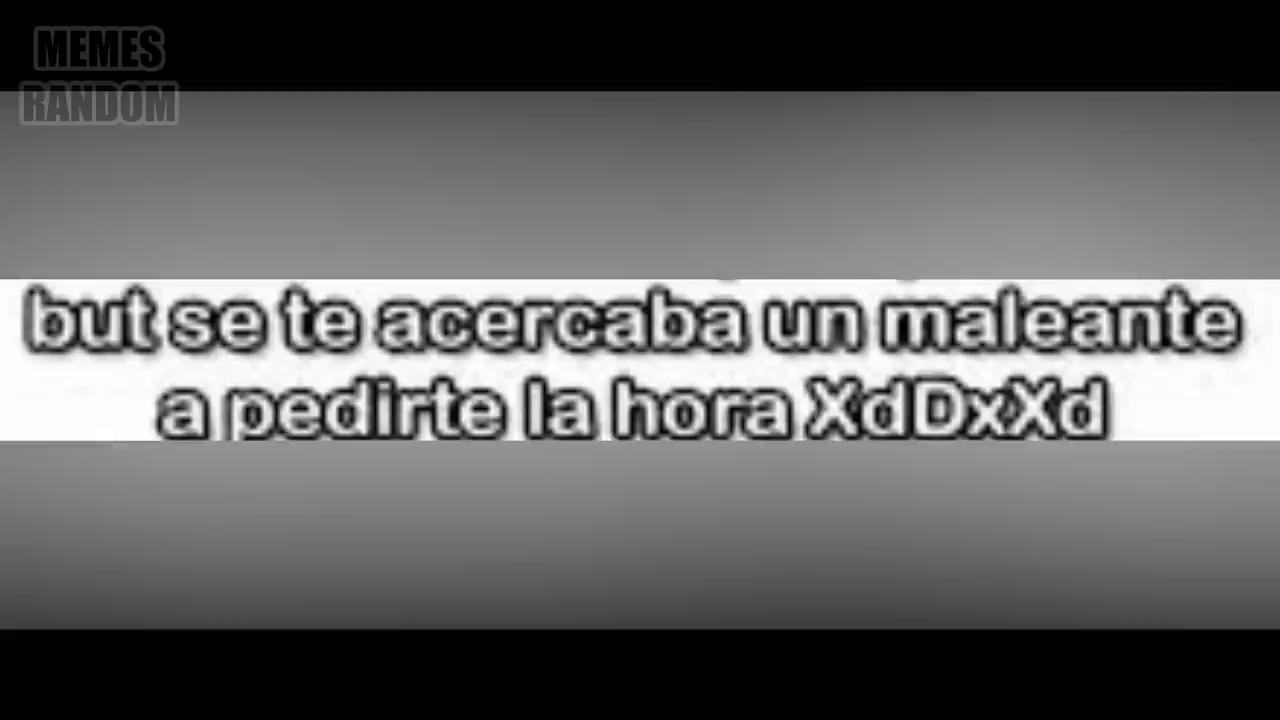 MEMES
RANDOM
but se te acercaba un maleante
a pedirte la hora XdDxXd